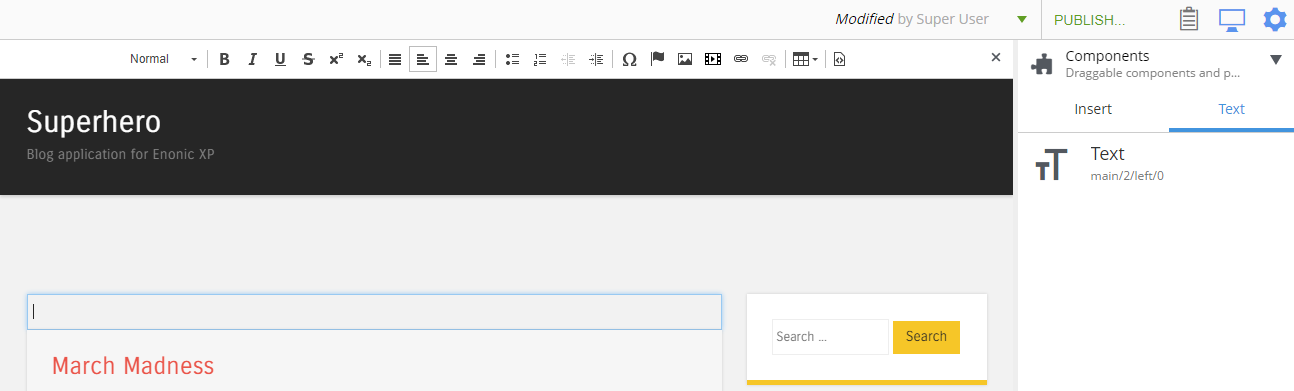 Modified by Super User
PUBLISH...
Normal
B I U S x² x₂
Ω
Components
Draggable components and p...
Insert
Text
Superhero
Blog application for Enonic XP
Text
main/2/left/0
Search ...
Search
March Madness